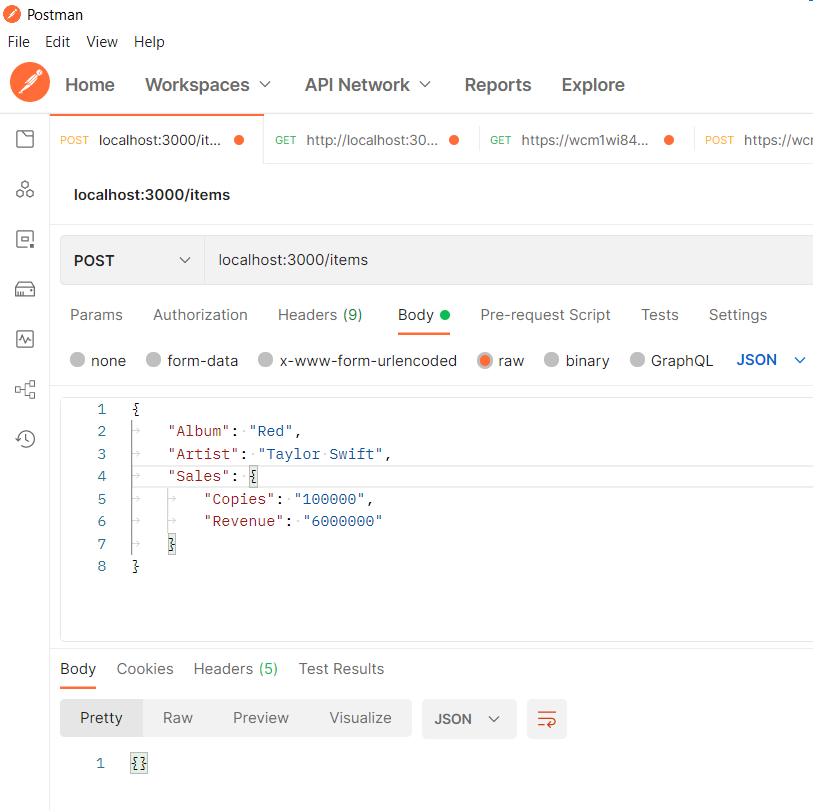 Postman
File Edit View Help
Home Workspaces API Network Reports Explore
POST localhost:3000/it... GET http://localhost:30... GET https://wcm1wi84... POST https://wcm
localhost:3000/items
POST localhost:3000/items
Params Authorization Headers (9) Body Pre-request Script Tests Settings
none form-data x-www-form-urlencoded raw binary GraphQL JSON
1 {
2 "Album": "Red",
3 "Artist": "Taylor Swift",
4 "Sales": {
5 "Copies": "100000",
6 "Revenue": "6000000"
7 }
8 }
Body Cookies Headers (5) Test Results
Pretty Raw Preview Visualize JSON
1 {}